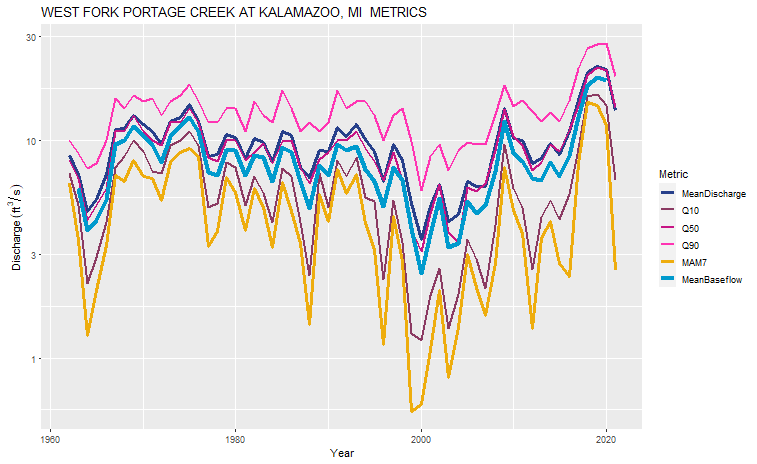 WEST FORK PORTAGE CREEK AT KALAMAZOO, MI  METRICS
30
10
3
1
Discharge (ft³/s)
1960
1980
2000
2020
Year
Metric
MeanDischarge
Q10
Q50
Q90
MAM7
MeanBaseflow